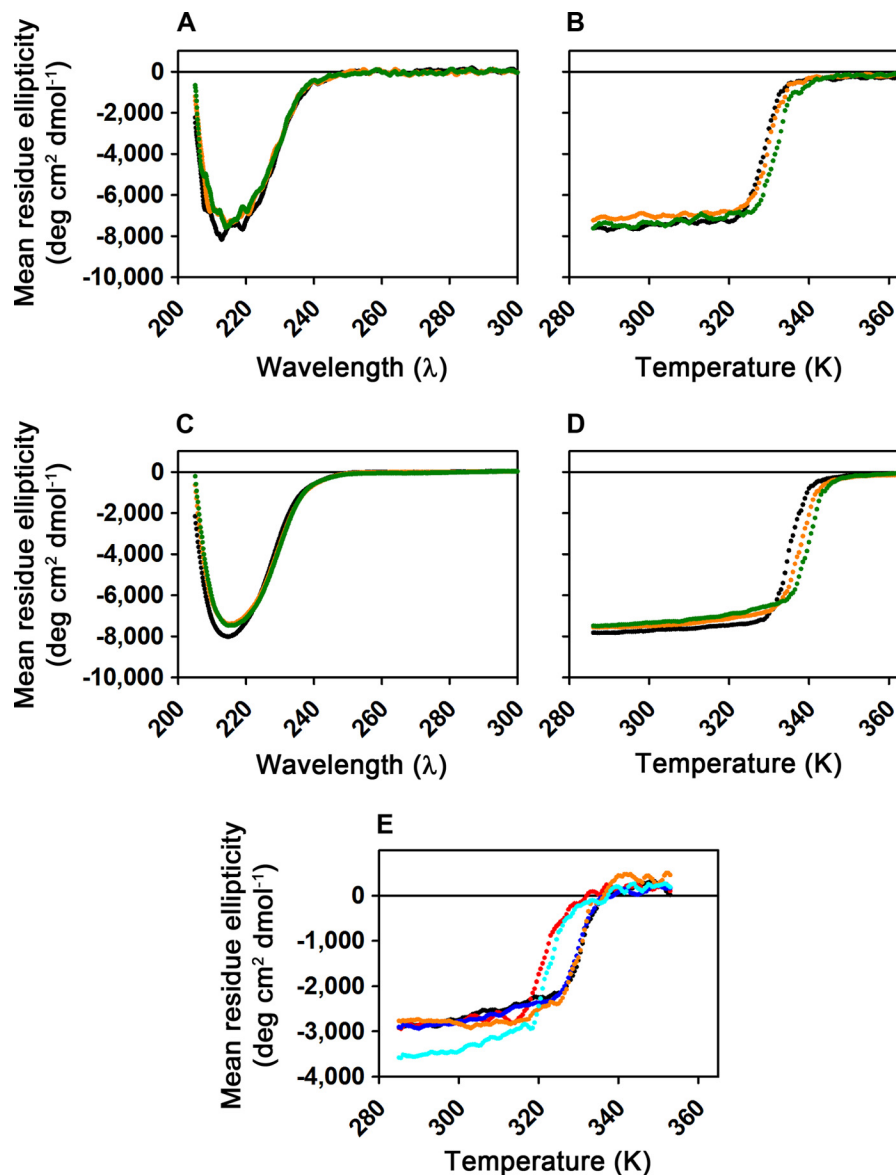 A
B
Mean residue ellipticity
(deg cm² dmol⁻¹)
0
-2,000
-4,000
-6,000
-8,000
-10,000
200
220
240
260
280
300
280
300
320
340
360
Wavelength (λ)
Temperature (K)
C
D
Mean residue ellipticity
(deg cm² dmol⁻¹)
0
-2,000
-4,000
-6,000
-8,000
-10,000
200
220
240
260
280
300
280
300
320
340
360
Wavelength (λ)
Temperature (K)
E
Mean residue ellipticity
(deg cm² dmol⁻¹)
0
-1,000
-2,000
-3,000
-4,000
280
300
320
340
360
Temperature (K)